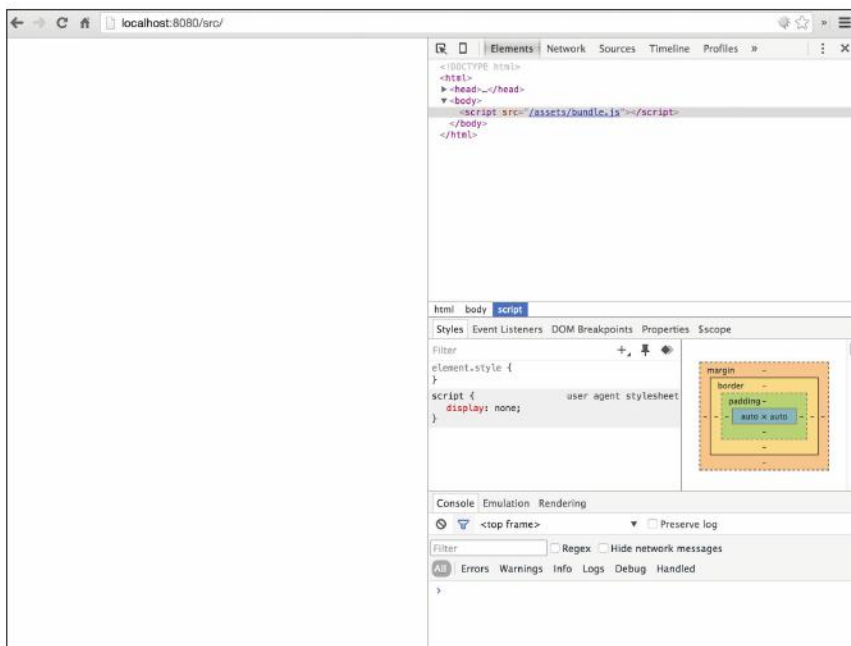 localhost:8080/src/
Elements Network Sources Timeline Profiles »
<!DOCTYPE html>
<html>
▶<head>…</head>
▼<body>
<script src="/assets/bundle.js"></script>
</body>
</html>
html body script
Styles Event Listeners DOM Breakpoints Properties $scope
Filter
element.style {
}
script { user agent stylesheet
display: none;
}
margin -
border -
padding -
- - - auto × auto - - -
-
-
-
Console Emulation Rendering
<top frame> ▼ Preserve log
Filter Regex Hide network messages
All Errors Warnings Info Logs Debug Handled
>